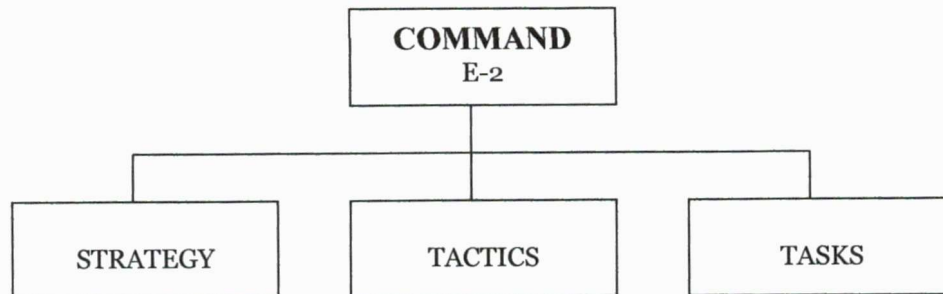 COMMAND
E-2
STRATEGY
TACTICS
TASKS